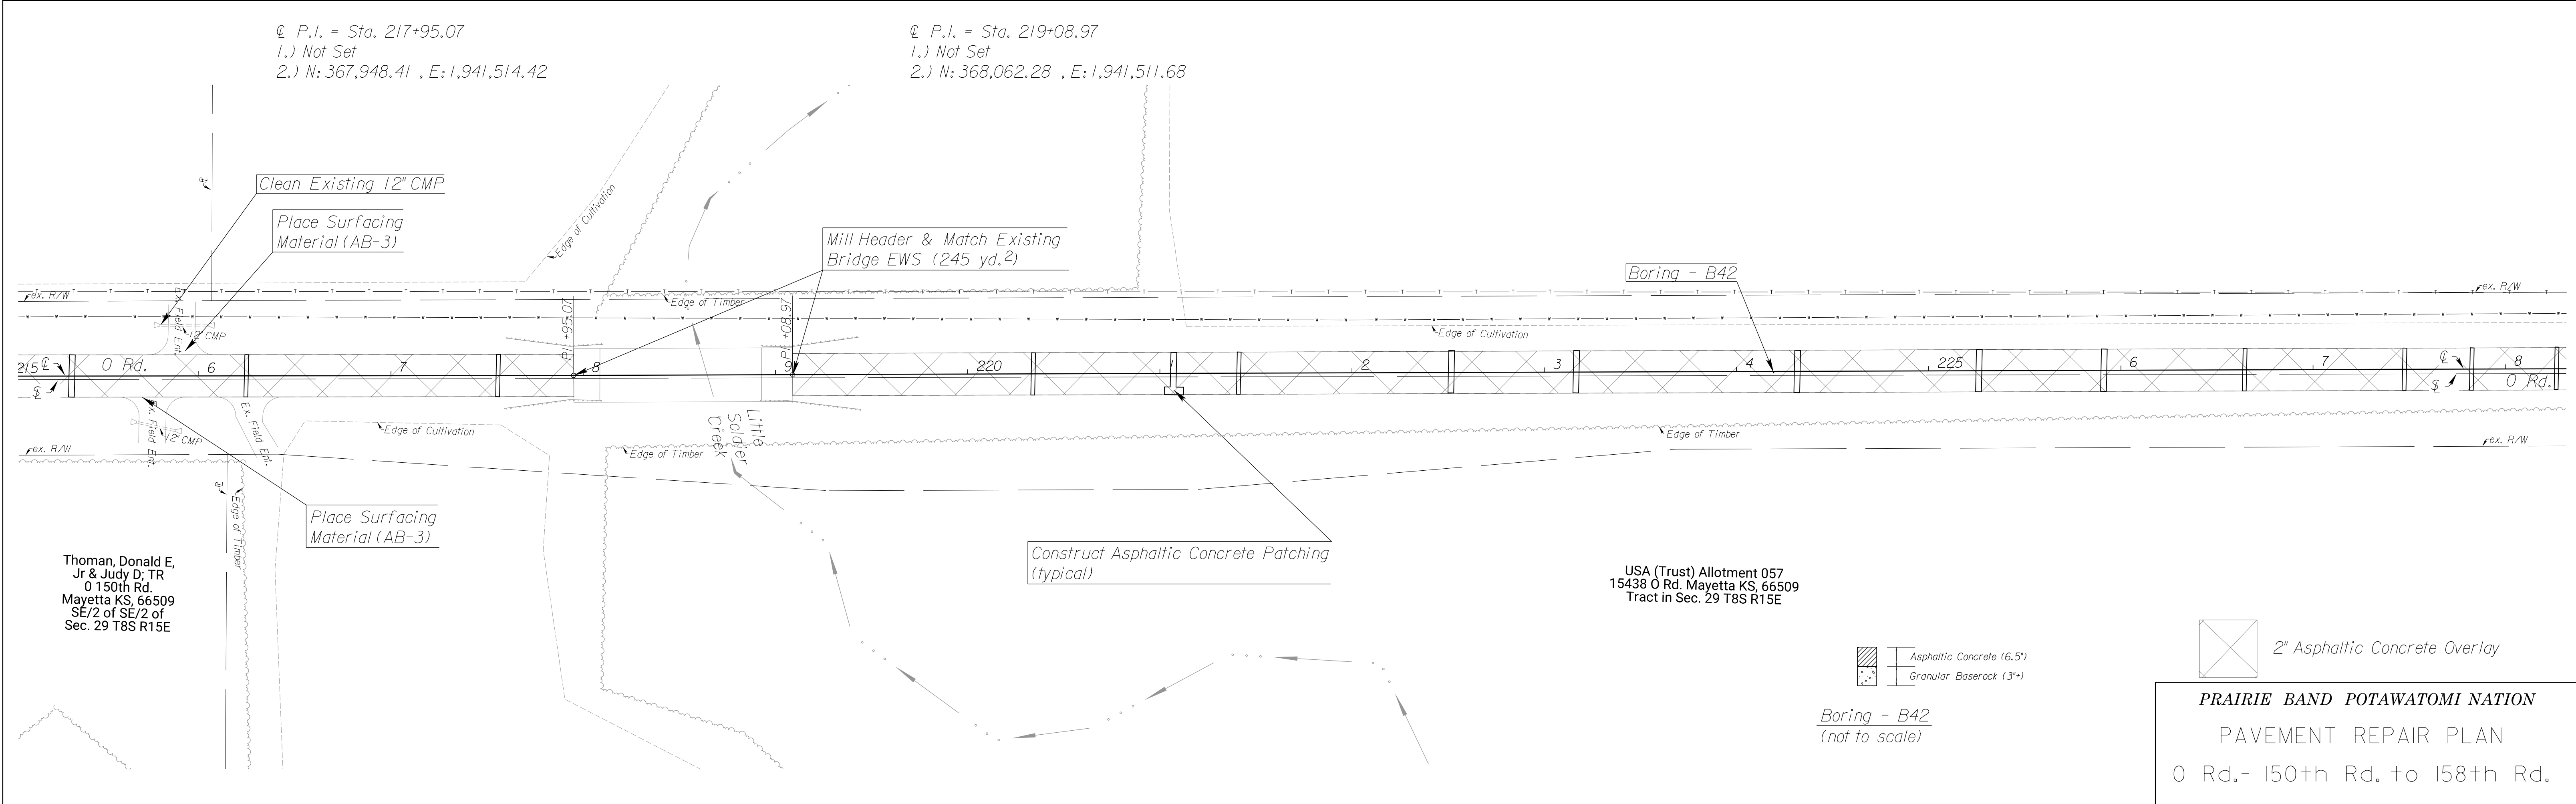 ℄ P.I. = Sta. 217+95.07
1.) Not Set
2.) N: 367,948.41 , E: 1,941,514.42
℄ P.I. = Sta. 219+08.97
1.) Not Set
2.) N: 368,062.28 , E: 1,941,511.68
Clean Existing 12" CMP
Place Surfacing
Material (AB-3)
Edge of Cultivation
Mill Header & Match Existing
Bridge EWS (245 yd.²)
Boring - B42
ex. R/W
Ex. Field Ent.
12" CMP
PI +95.07
Edge of Timber
PI +08.97
Edge of Cultivation
ex. R/W
215
℄
O Rd.
6
7
8
9
220
1
2
3
4
225
6
7
℄
8
O Rd.
Ex. Field Ent.
12" CMP
Ex. Field Ent.
Edge of Cultivation
Little
Soldier
Creek
Edge of Timber
Edge of Timber
ex. R/W
ex. R/W
Edge of Timber
Place Surfacing
Material (AB-3)
Construct Asphaltic Concrete Patching
(typical)
Thoman, Donald E,
Jr & Judy D; TR
0 150th Rd.
Mayetta KS, 66509
SE/2 of SE/2 of
Sec. 29 T8S R15E
USA (Trust) Allotment 057
15438 O Rd. Mayetta KS, 66509
Tract in Sec. 29 T8S R15E
Asphaltic Concrete (6.5")
Granular Baserock (3"+)
Boring - B42
(not to scale)
2" Asphaltic Concrete Overlay
PRAIRIE BAND POTAWATOMI NATION
PAVEMENT REPAIR PLAN
O Rd.- 150th Rd. to 158th Rd.